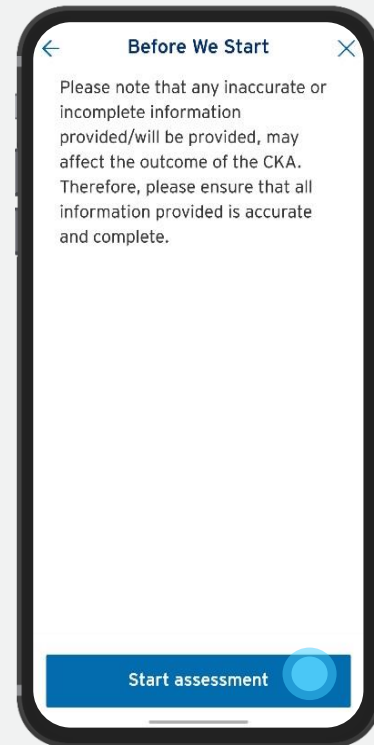 Before We Start
Please note that any inaccurate or
incomplete information
provided/will be provided, may
affect the outcome of the CKA.
Therefore, please ensure that all
information provided is accurate
and complete.
Start assessment